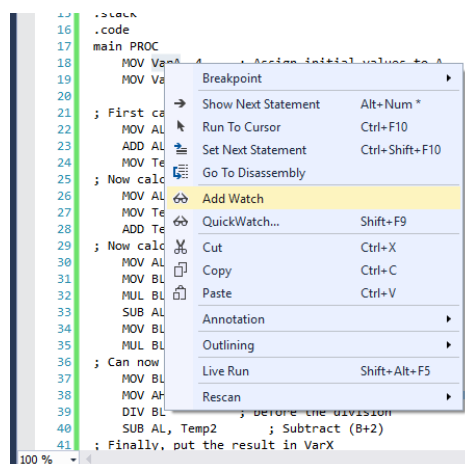 15 .stack
16 .code
17 main PROC
18 MOV VarA, 4 ; Assign initial values to A
19 MOV Va
20
21 ; First ca
22 MOV AL
23 ADD AL
24 MOV Te
25 ; Now calc
26 MOV AL
27 MOV Te
28 ADD Te
29 ; Now calc
30 MOV AL
31 MOV BL
32 MUL BL
33 SUB AL
34 MOV BL
35 MUL BL
36 ; Can now
37 MOV BL
38 MOV AH
39 DIV BL ; before the division
40 SUB AL, Temp2 ; Subtract (B+2)
41 ; Finally, put the result in VarX
100 %
Breakpoint
Show Next Statement Alt+Num *
Run To Cursor Ctrl+F10
Set Next Statement Ctrl+Shift+F10
Go To Disassembly
Add Watch
QuickWatch... Shift+F9
Cut Ctrl+X
Copy Ctrl+C
Paste Ctrl+V
Annotation
Outlining
Live Run Shift+Alt+F5
Rescan